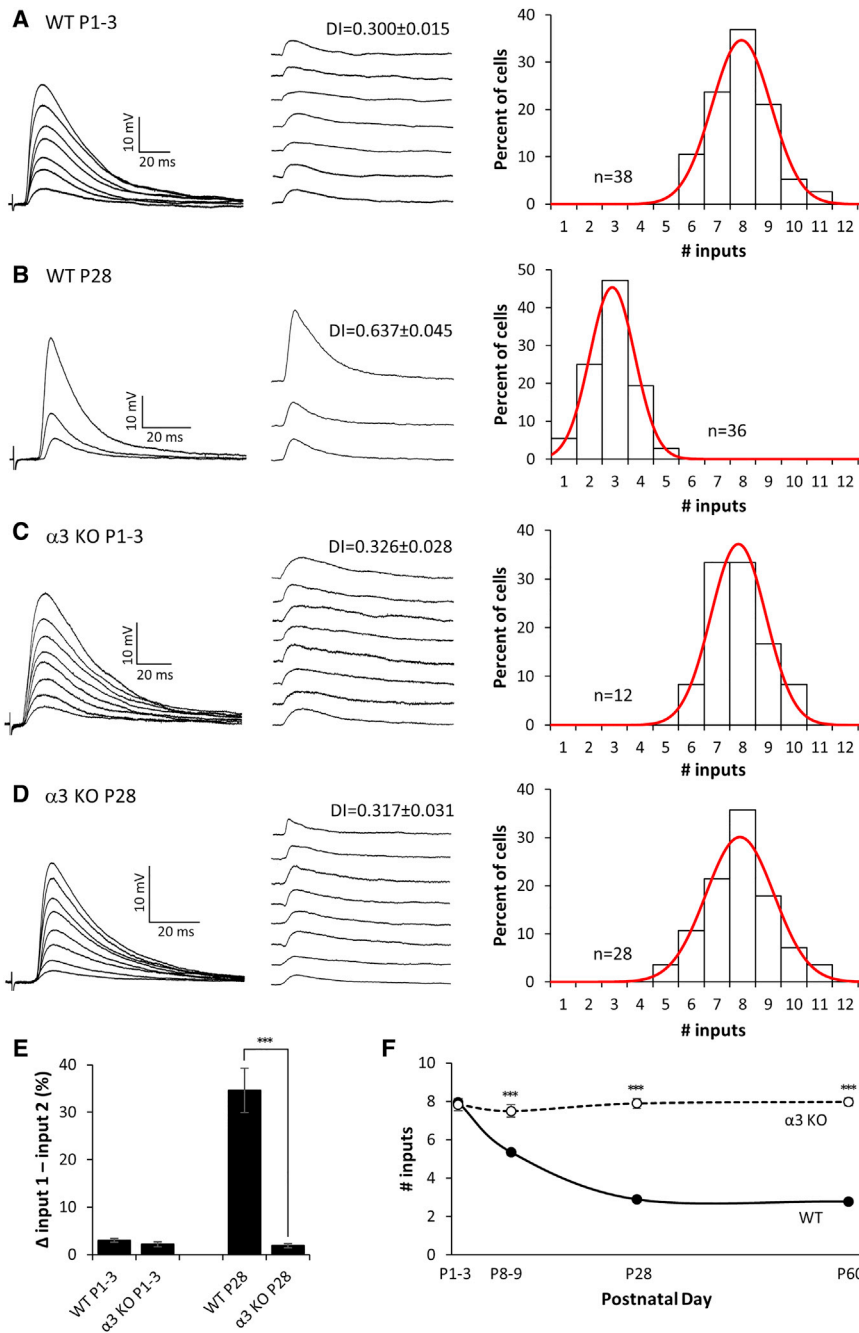 A WT P1-3
DI=0.300±0.015
10 mV
20 ms
Percent of cells
40
30
20
10
0
n=38
1 2 3 4 5 6 7 8 9 10 11 12
# inputs
B WT P28
DI=0.637±0.045
10 mV
20 ms
Percent of cells
50
40
30
20
10
0
n=36
1 2 3 4 5 6 7 8 9 10 11 12
# inputs
C α3 KO P1-3
DI=0.326±0.028
10 mV
20 ms
Percent of cells
40
30
20
10
0
n=12
1 2 3 4 5 6 7 8 9 10 11 12
# inputs
D α3 KO P28
DI=0.317±0.031
10 mV
20 ms
Percent of cells
40
30
20
10
0
n=28
1 2 3 4 5 6 7 8 9 10 11 12
# inputs
E
Δ input 1 – input 2 (%)
40
30
20
10
0
***
WT P1-3
α3 KO P1-3
WT P28
α3 KO P28
F
# inputs
10
8
6
4
2
0
*** *** ***
α3 KO
WT
P1-3 P8-9 P28 P60
Postnatal Day